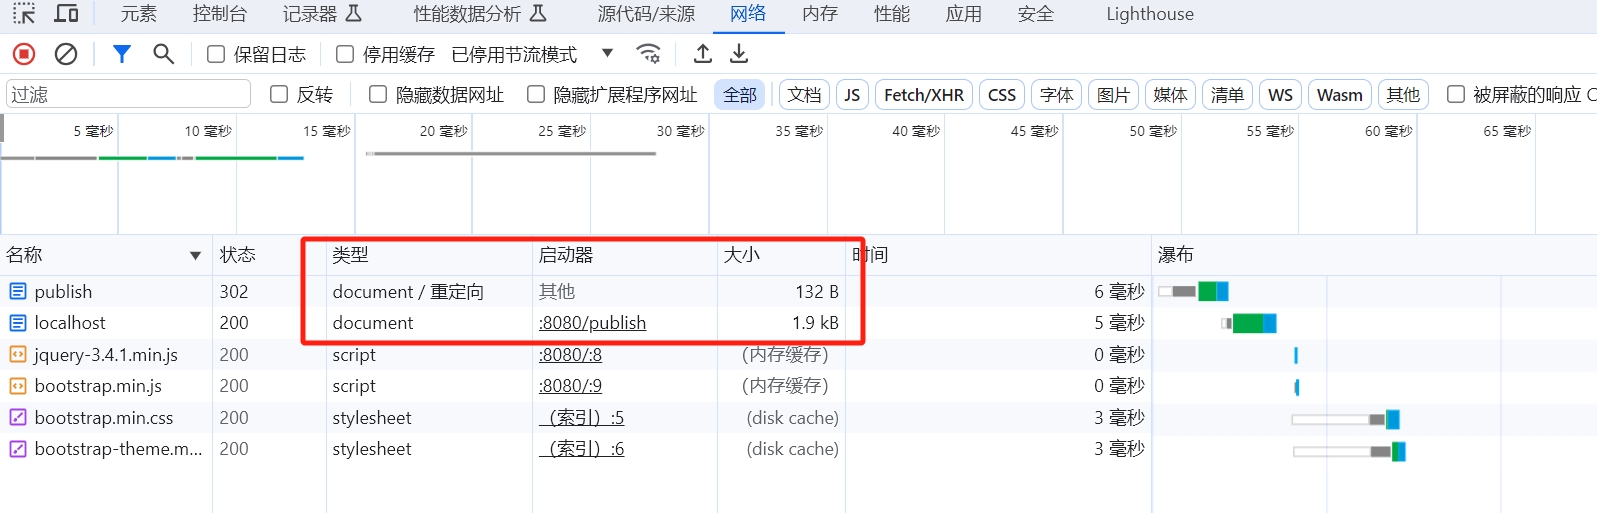 元素 控制台 记录器 性能数据分析 源代码/来源 网络 内存 性能 应用 安全 Lighthouse
保留日志 停用缓存 已停用节流模式
过滤 反转 隐藏数据网址 隐藏扩展程序网址 全部 文档 JS Fetch/XHR CSS 字体 图片 媒体 清单 WS Wasm 其他 被屏蔽的响应 C
5 毫秒 10 毫秒 15 毫秒 20 毫秒 25 毫秒 30 毫秒 35 毫秒 40 毫秒 45 毫秒 50 毫秒 55 毫秒 60 毫秒 65 毫秒
名称 状态 类型 启动器 大小 时间 瀑布
publish 302 document / 重定向 其他 132 B 6 毫秒
localhost 200 document :8080/publish 1.9 kB 5 毫秒
jquery-3.4.1.min.js 200 script :8080/:8 （内存缓存） 0 毫秒
bootstrap.min.js 200 script :8080/:9 （内存缓存） 0 毫秒
bootstrap.min.css 200 stylesheet （索引）:5 (disk cache) 3 毫秒
bootstrap-theme.m... 200 stylesheet （索引）:6 (disk cache) 3 毫秒